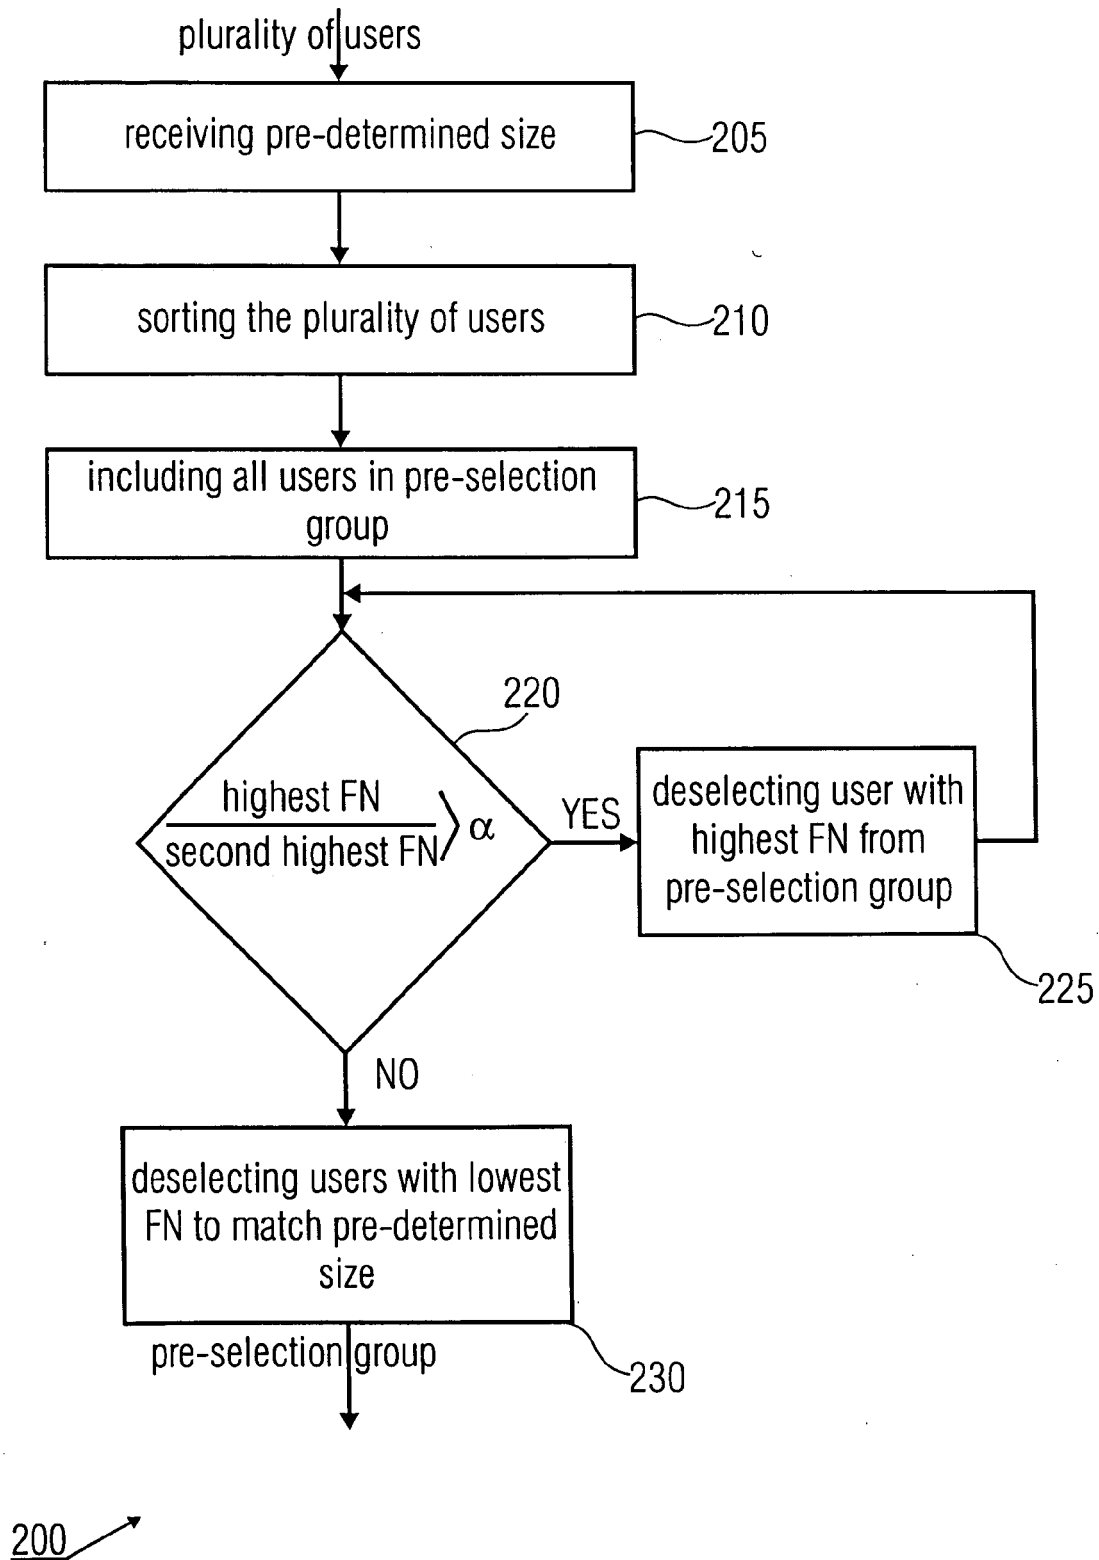 plurality of users
receiving pre-determined size
205
sorting the plurality of users
210
including all users in pre-selection
group
215
220
highest FN
second highest FN
> α
YES
deselecting user with
highest FN from
pre-selection group
225
NO
deselecting users with lowest
FN to match pre-determined
size
pre-selection group
230
200